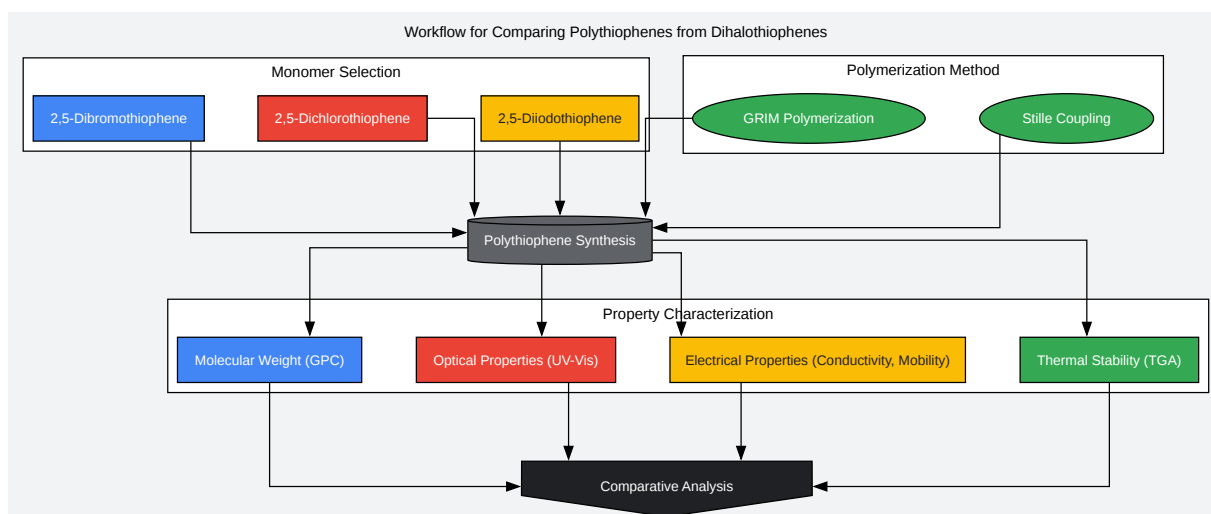 Workflow for Comparing Polythiophenes from Dihalothiophenes
Monomer Selection
2,5-Dibromothiophene
2,5-Dichlorothiophene
2,5-Diiodothiophene
Polymerization Method
GRIM Polymerization
Stille Coupling
Polythiophene Synthesis
Property Characterization
Molecular Weight (GPC)
Optical Properties (UV-Vis)
Electrical Properties (Conductivity, Mobility)
Thermal Stability (TGA)
Comparative Analysis